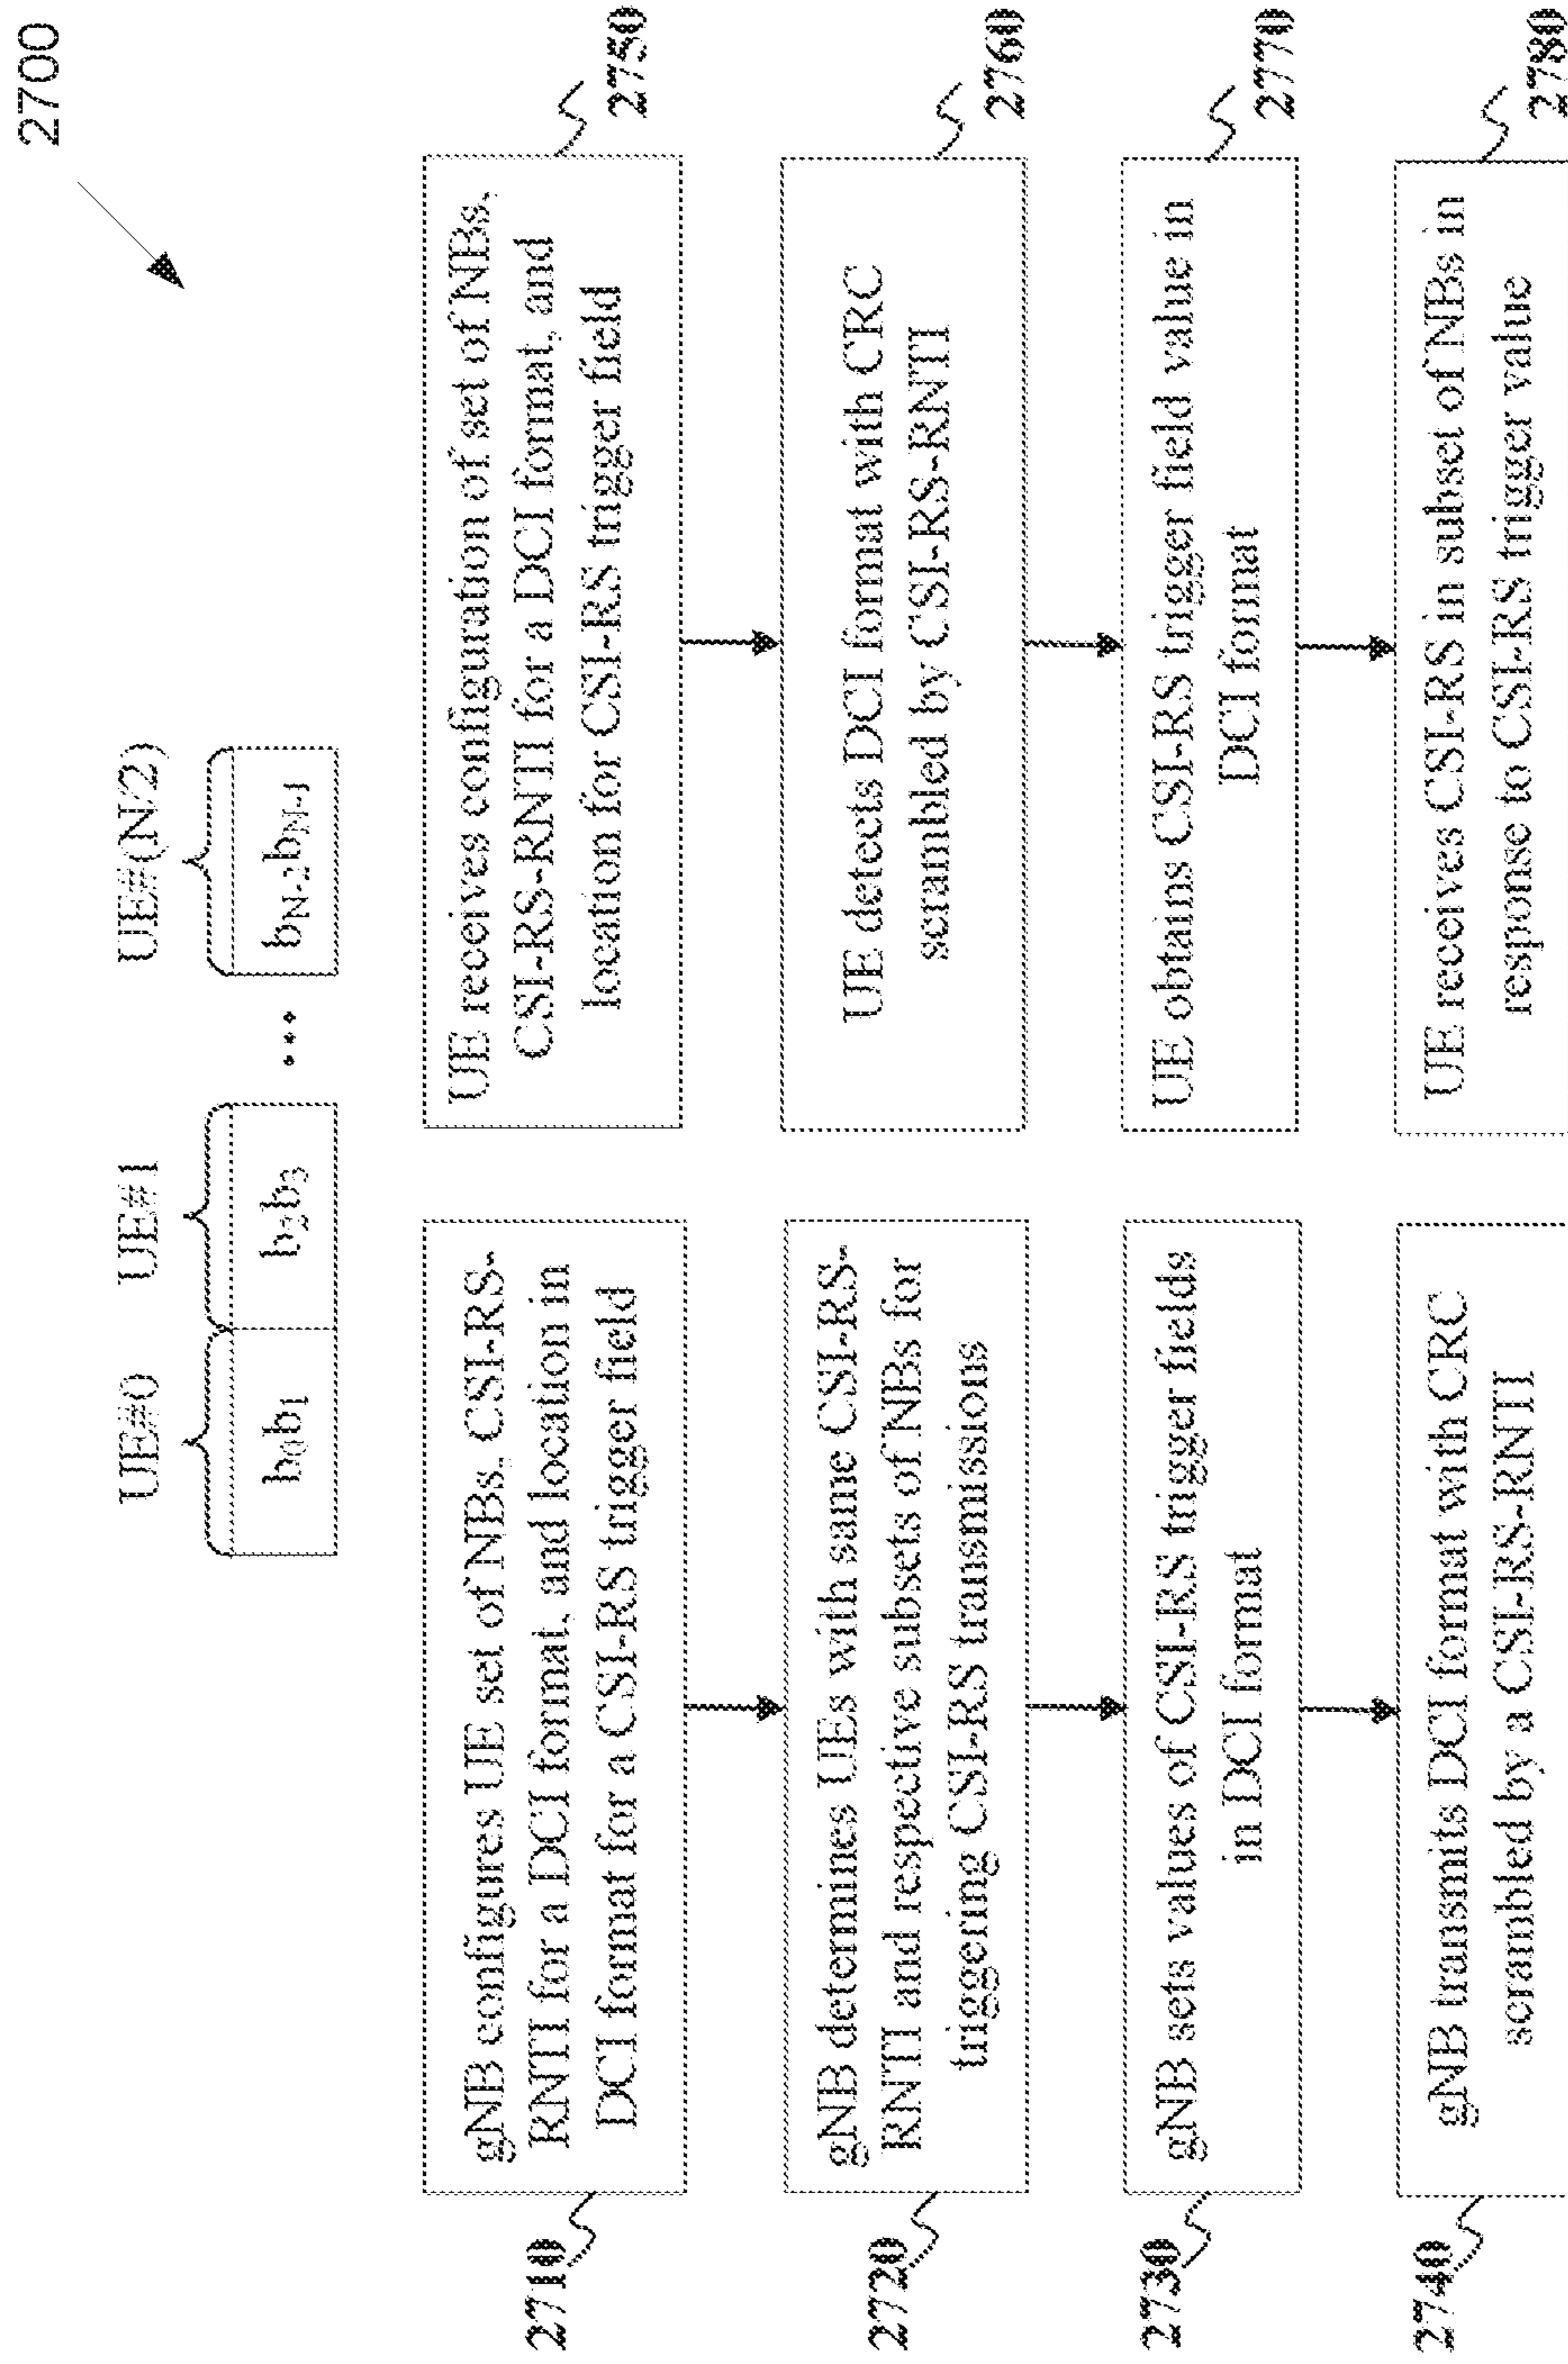 2700
UE#0
UE#1
UE#(N/2)
b0b1
b2b3
...
bN-2bN-1
2710
gNB configures UE set of NBs, CSI-RS-
RNTI for a DCI format, and location in
DCI format for a CSI-RS trigger field
2720
gNB determines UEs with same CSI-RS-
RNTI and respective subsets of NBs for
triggering CSI-RS transmissions
2730
gNB sets values of CSI-RS trigger fields
in DCI format
2740
gNB transmits DCI format with CRC
scrambled by a CSI-RS-RNTI
UE receives configuration of set of NBs,
CSI-RS-RNTI for a DCI format, and
location for CSI-RS trigger field
2750
UE detects DCI format with CRC
scrambled by CSI-RS-RNTI
2760
UE obtains CSI-RS trigger field value in
DCI format
2770
UE receives CSI-RS in subset of NBs in
response to CSI-RS trigger value
2780